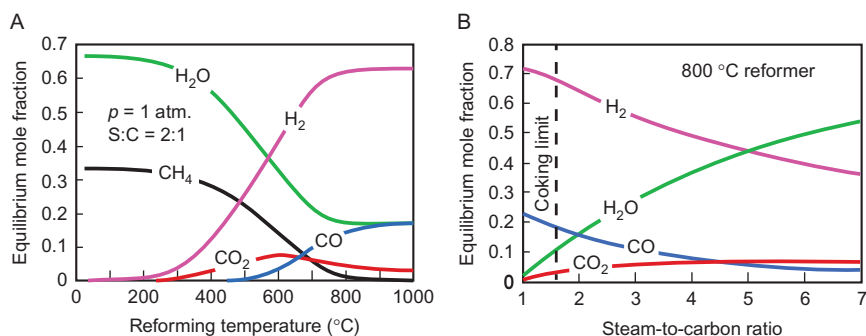 A
Equilibrium mole fraction
0.7
0.6
0.5
0.4
0.3
0.2
0.1
0
H₂O
p = 1 atm.
S:C = 2:1
H₂
CH₄
CO₂
CO
0 200 400 600 800 1000
Reforming temperature (°C)
B
Equilibrium mole fraction
0.8
0.7
0.6
0.5
0.4
0.3
0.2
0.1
0
Coking limit
800 °C reformer
H₂
H₂O
CO
CO₂
1 2 3 4 5 6 7
Steam-to-carbon ratio